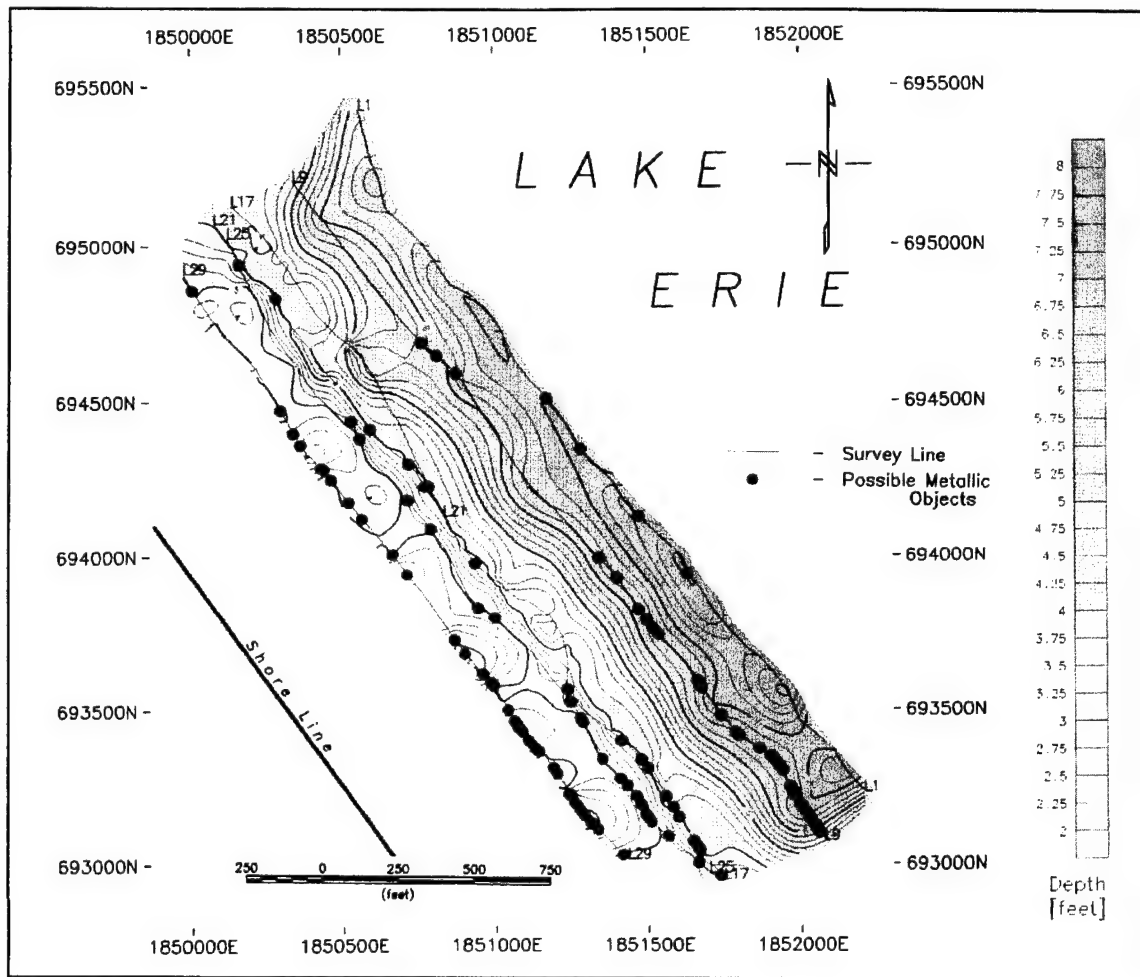 1850000E 1850500E 1851000E 1851500E 1852000E
695500N 695500N
L1
LAKE
N
L9
L17
L21
L25
695000N 695000N
L29
ERIE
8
7.75
7.5
7.25
7
6.75
6.5
6.25
6
5.75
5.5
5.25
5
4.75
4.5
4.25
4
3.75
3.5
3.25
3
2.75
2.5
2.25
2
694500N 694500N
Survey Line
Possible Metallic
Objects
L21
694000N 694000N
Shore Line
693500N 693500N
L1
L9
L29
L25
L17
693000N 693000N
250 0 250 500 750
(feet)
Depth
[feet]
1850000E 1850500E 1851000E 1851500E 1852000E